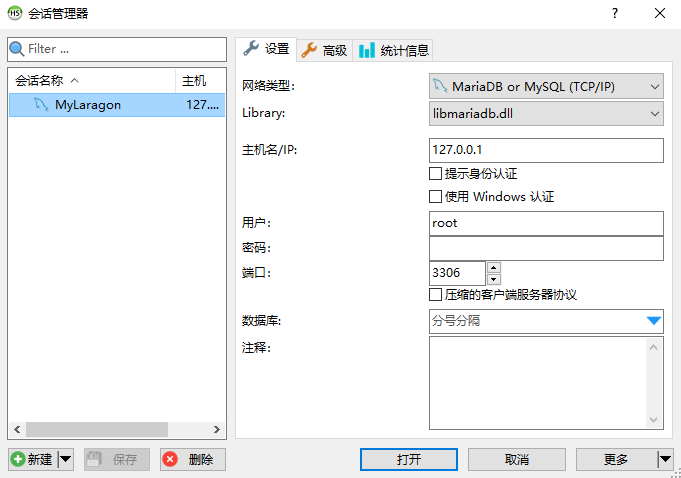 HS 会话管理器 ?
Filter ...
会话名称 主机
MyLaragon 127....
设置 高级 统计信息
网络类型: MariaDB or MySQL (TCP/IP)
Library: libmariadb.dll
主机名/IP: 127.0.0.1
提示身份认证
使用 Windows 认证
用户: root
密码:
端口: 3306
压缩的客户端服务器协议
数据库: 分号分隔
注释:
新建 保存 删除 打开 取消 更多